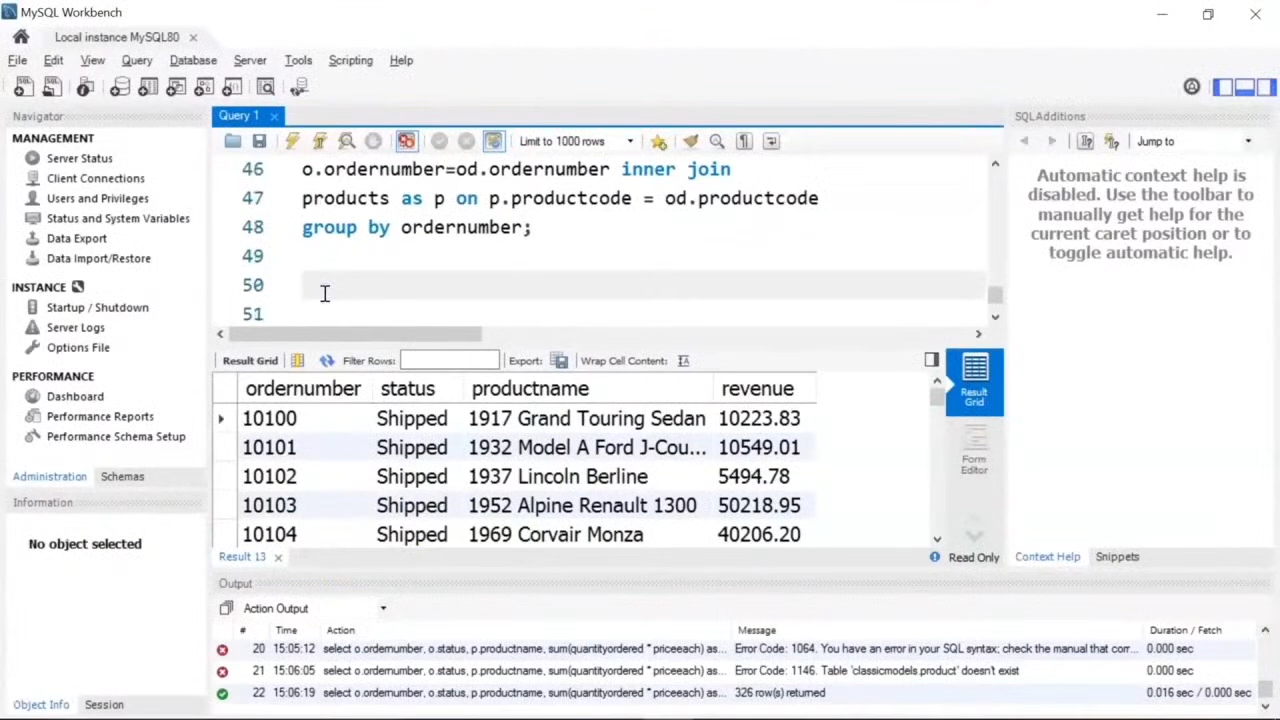 MySQL Workbench
Local instance MySQL80
File Edit View Query Database Server Tools Scripting Help
Navigator
MANAGEMENT
Server Status
Client Connections
Users and Privileges
Status and System Variables
Data Export
Data Import/Restore
INSTANCE
Startup / Shutdown
Server Logs
Options File
PERFORMANCE
Dashboard
Performance Reports
Performance Schema Setup
Administration Schemas
Information
No object selected
Object Info Session
Query 1
Limit to 1000 rows
46 o.ordernumber=od.ordernumber inner join
47 products as p on p.productcode = od.productcode
48 group by ordernumber;
49
50
51
Result Grid Filter Rows: Export: Wrap Cell Content:
ordernumber status productname revenue
10100 Shipped 1917 Grand Touring Sedan 10223.83
10101 Shipped 1932 Model A Ford J-Cou... 10549.01
10102 Shipped 1937 Lincoln Berline 5494.78
10103 Shipped 1952 Alpine Renault 1300 50218.95
10104 Shipped 1969 Corvair Monza 40206.20
Result Grid
Form Editor
Result 13
Read Only
SQLAdditions
Jump to
Automatic context help is
disabled. Use the toolbar to
manually get help for the
current caret position or to
toggle automatic help.
Context Help Snippets
Output
Action Output
# Time Action Message Duration / Fetch
20 15:05:12 select o.ordernumber, o.status, p.productname, sum(quantityordered * priceeach) as... Error Code: 1064. You have an error in your SQL syntax; check the manual that corr... 0.000 sec
21 15:06:05 select o.ordernumber, o.status, p.productname, sum(quantityordered * priceeach) as... Error Code: 1146. Table 'classicmodels.product' doesn't exist 0.000 sec
22 15:06:19 select o.ordernumber, o.status, p.productname, sum(quantityordered * priceeach) as... 326 row(s) returned 0.016 sec / 0.000 sec